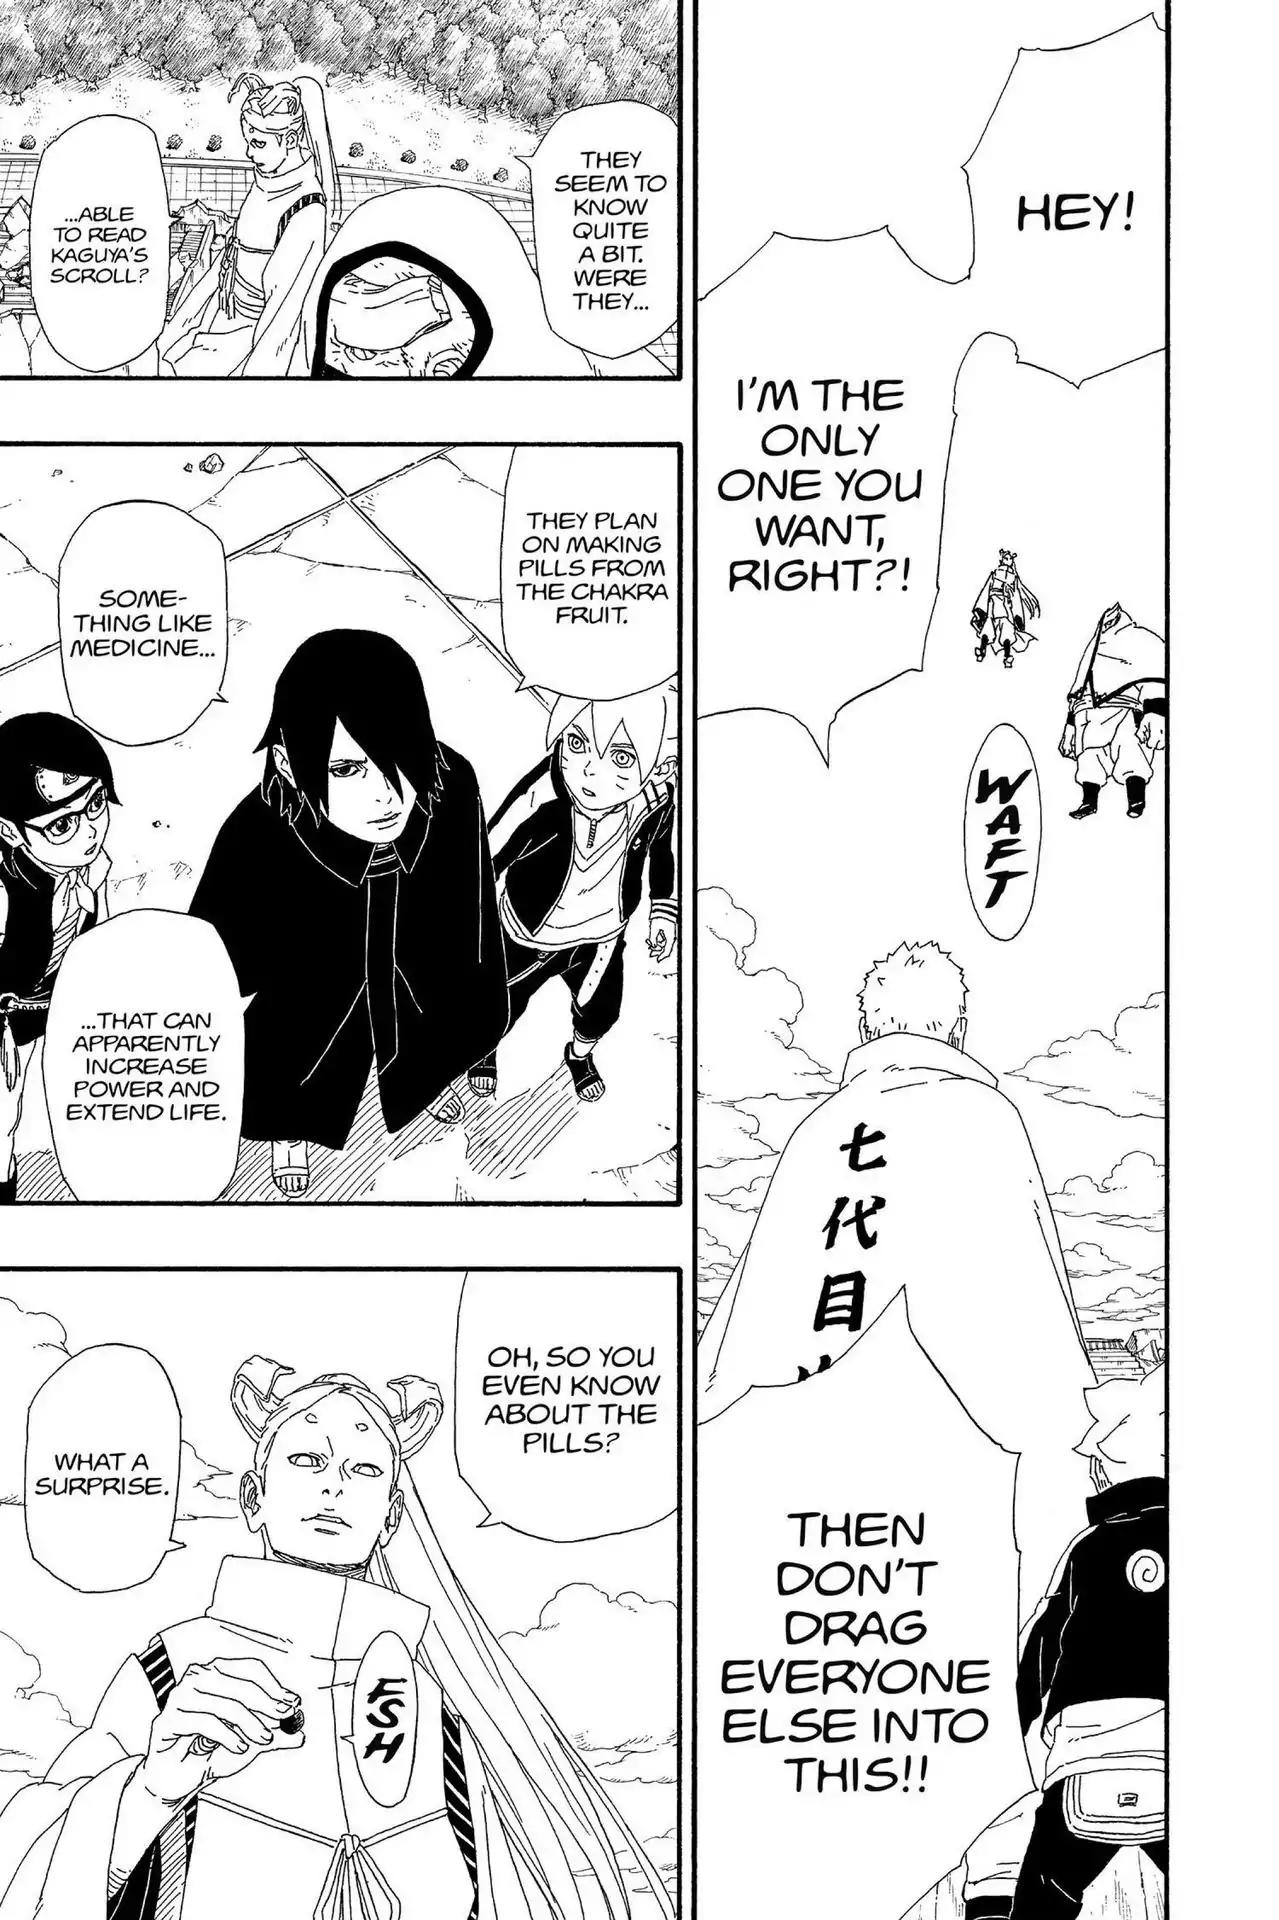 HEY!
I'M THE
ONLY
ONE YOU
WANT,
RIGHT?!
WAFT
七代目
THEN
DON'T
DRAG
EVERYONE
ELSE INTO
THIS!!
THEY
SEEM TO
KNOW
QUITE
A BIT.
WERE
THEY...
...ABLE
TO READ
KAGUYA'S
SCROLL?
THEY PLAN
ON MAKING
PILLS FROM
THE CHAKRA
FRUIT.
SOME-
THING LIKE
MEDICINE...
...THAT CAN
APPARENTLY
INCREASE
POWER AND
EXTEND LIFE.
OH, SO YOU
EVEN KNOW
ABOUT THE
PILLS?
WHAT A
SURPRISE.
FSH